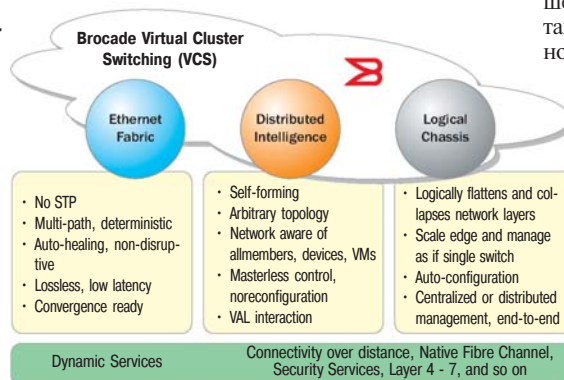 Brocade Virtual Cluster
Switching (VCS)
Ethernet
Fabric
Distributed
Intelligence
Logical
Chassis
· No STP
· Multi-path, deterministic
· Auto-healing, non-disrup-
tive
· Lossless, low latency
· Convergence ready
· Self-forming
· Arbitrary topology
· Network aware of
allmembers, devices, VMs
· Masterless control,
noreconfiguration
· VAL interaction
· Logically flattens and col-
lapses network layers
· Scale edge and manage
as if single switch
· Auto-configuration
· Centralized or distributed
management, end-to-end
Dynamic Services
Connectivity over distance, Native Fibre Channel,
Security Services, Layer 4 - 7, and so on